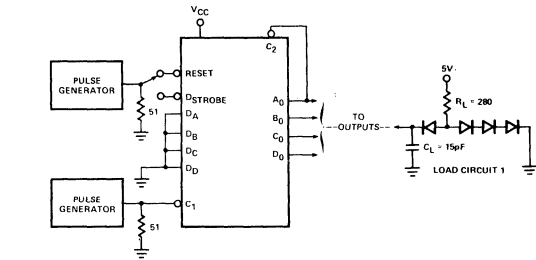 VCC
C2
5V
PULSE
GENERATOR
RESET
RL = 280
DSTROBE
51
DA
A0
TO
OUTPUTS
DB
B0
DC
C0
CL = 15pF
DD
D0
LOAD CIRCUIT 1
PULSE
GENERATOR
C1
51